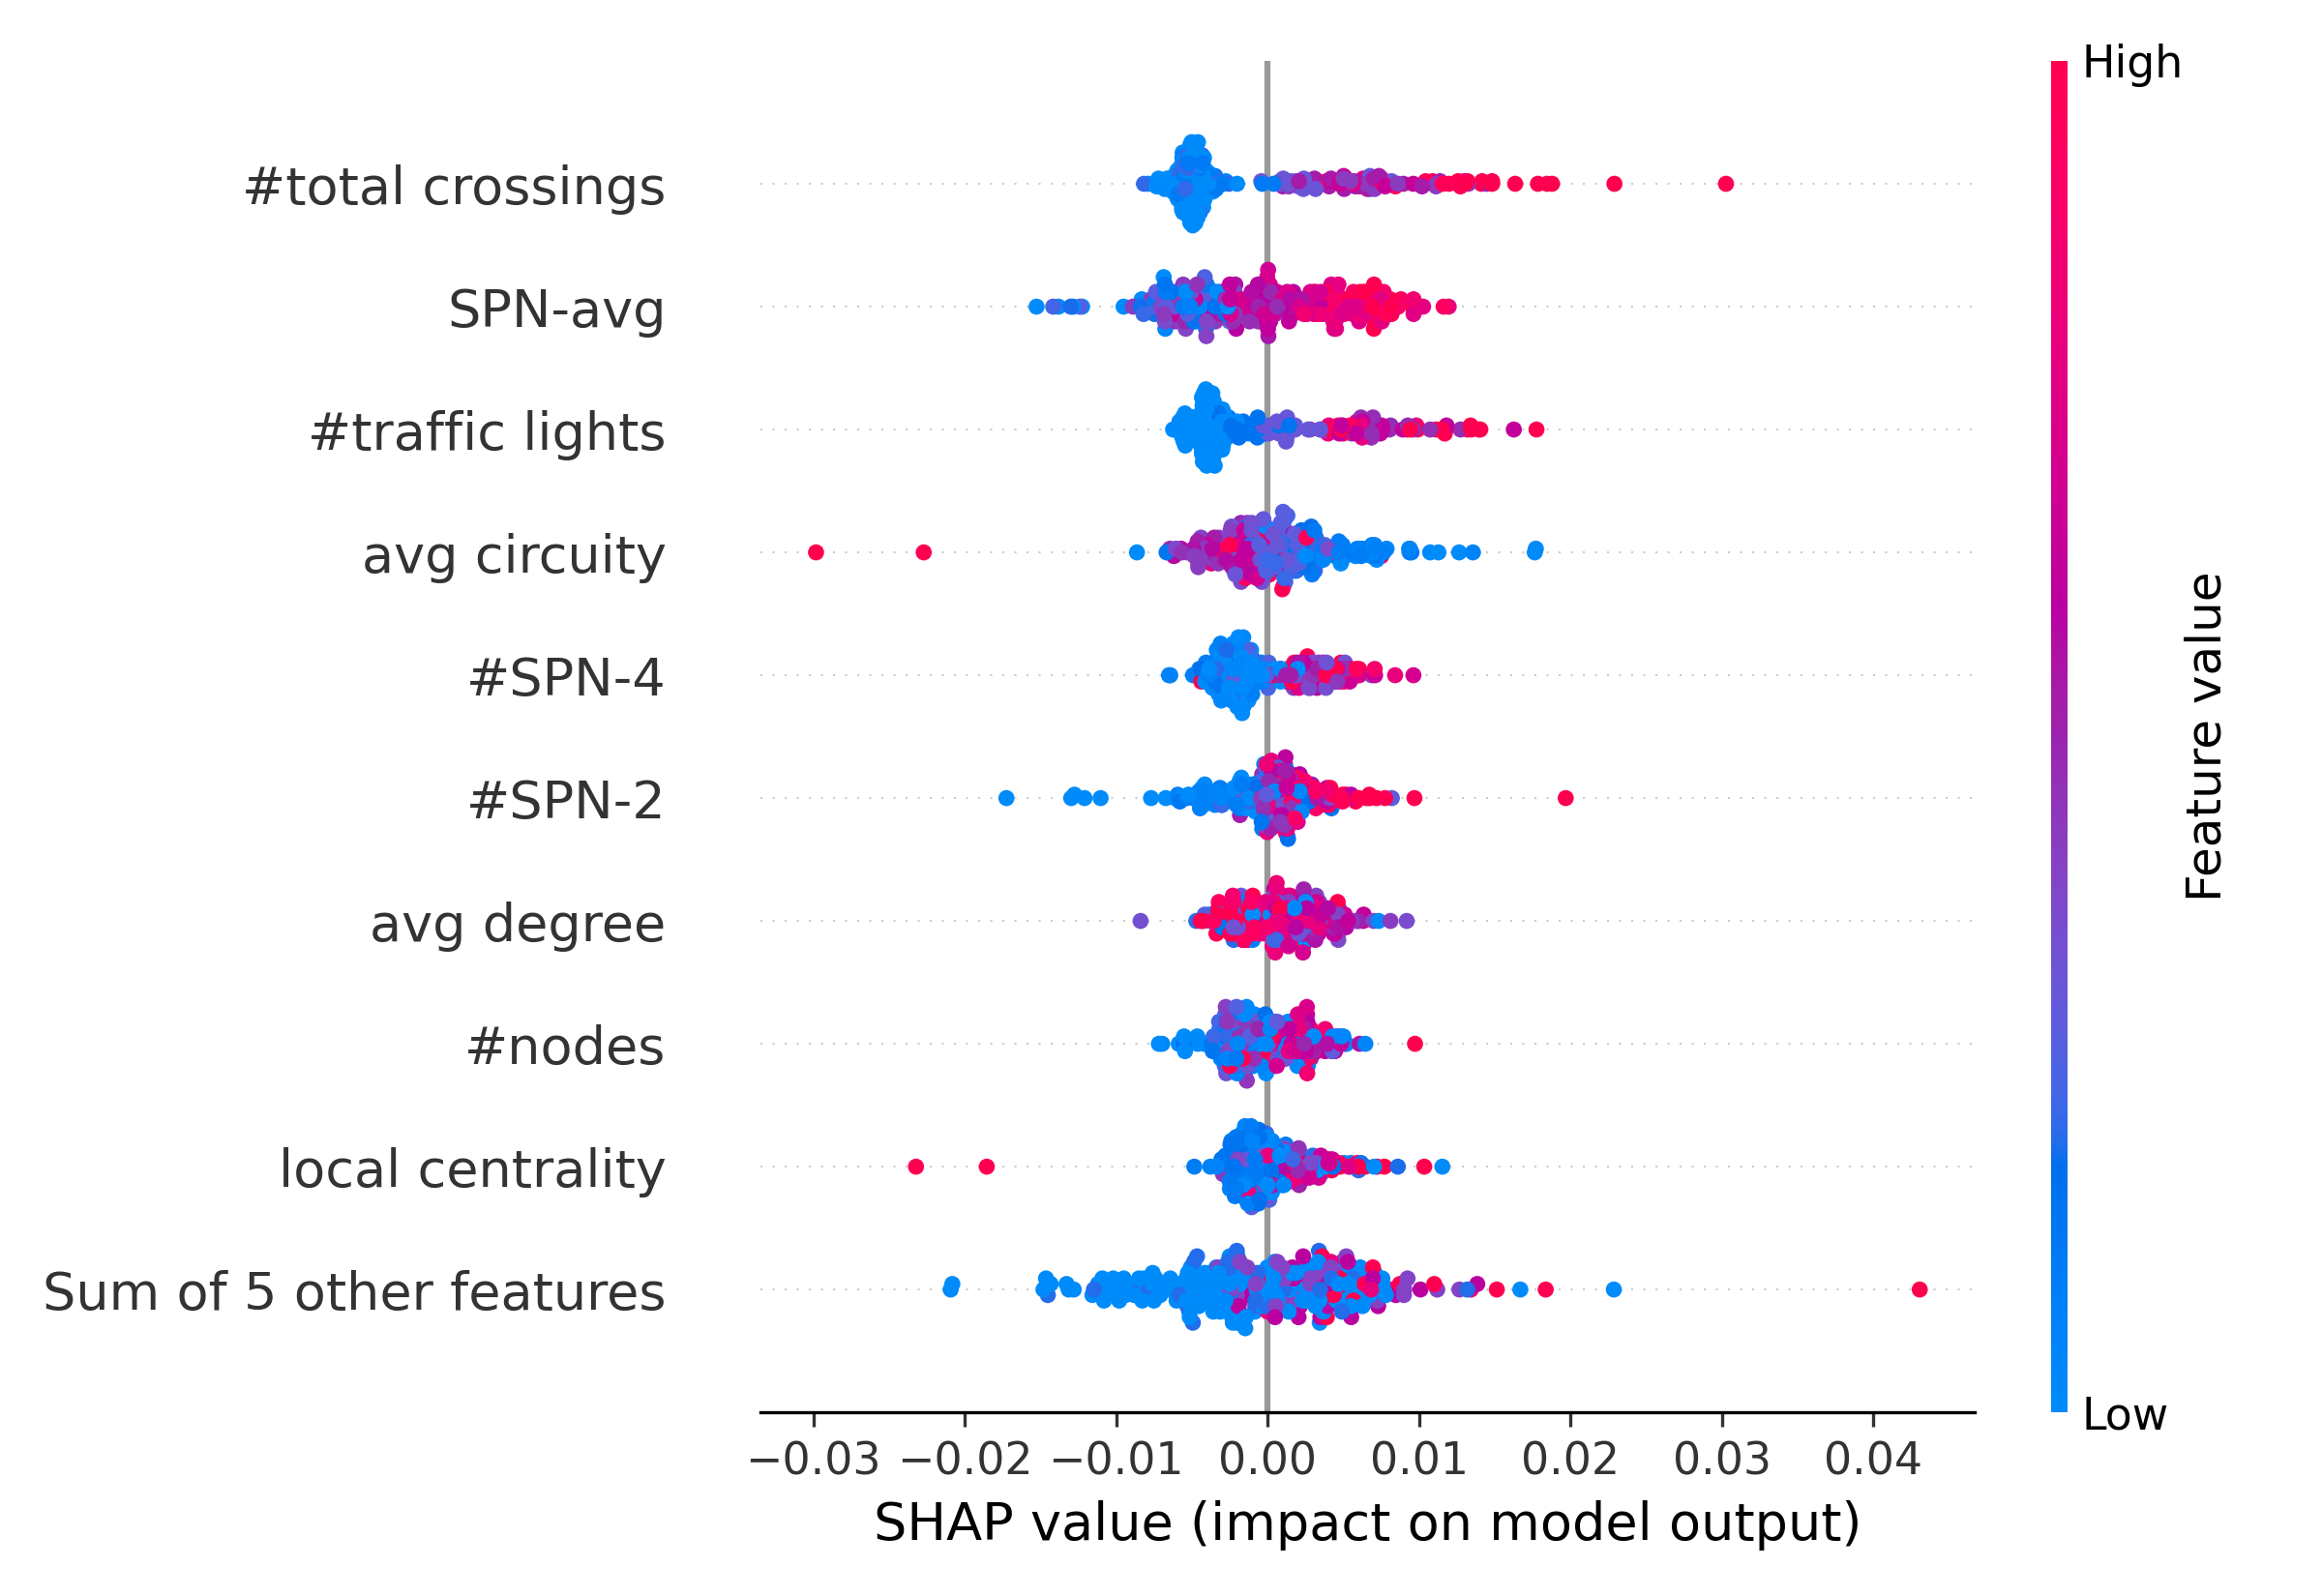 High
#total crossings
SPN-avg
#traffic lights
avg circuity
#SPN-4
#SPN-2
avg degree
#nodes
local centrality
Sum of 5 other features
Feature value
Low
−0.03 −0.02 −0.01 0.00 0.01 0.02 0.03 0.04
SHAP value (impact on model output)